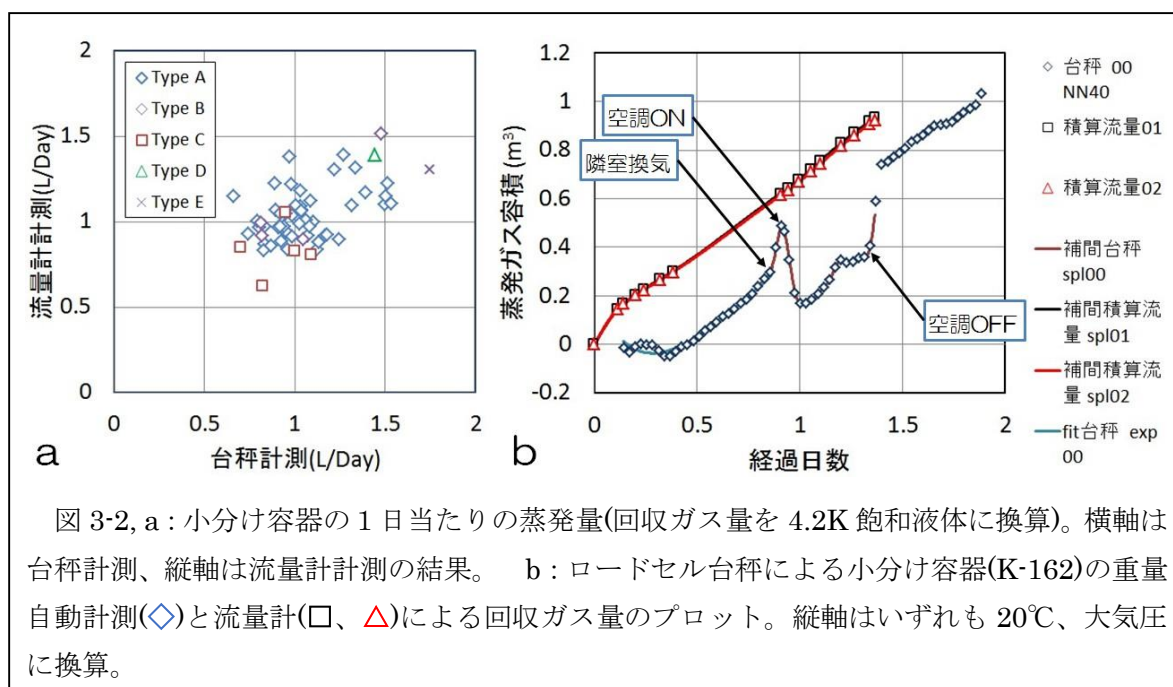 2
1.5
1
0.5
0
0
0.5
1
1.5
2
流量計計測(L/Day)
台秤計測(L/Day)
Type A
Type B
Type C
Type D
Type E
a
1.2
1
0.8
0.6
0.4
0.2
0
-0.2
0
0.5
1
1.5
2
蒸発ガス容積(m³)
経過日数
空調ON
隣室換気
空調OFF
b
台秤 00
NN40
積算流量01
積算流量02
補間台秤
spl00
補間積算流
量 spl01
補間積算流
量 spl02
fit台秤 exp
00
図 3-2, a : 小分け容器の 1 日当たりの蒸発量(回収ガス量を 4.2K 飽和液体に換算)。横軸は
台秤計測、縦軸は流量計計測の結果。 b : ロードセル台秤による小分け容器(K-162)の重量
自動計測(◇)と流量計(□、△)による回収ガス量のプロット。縦軸はいずれも 20℃、大気圧
に換算。